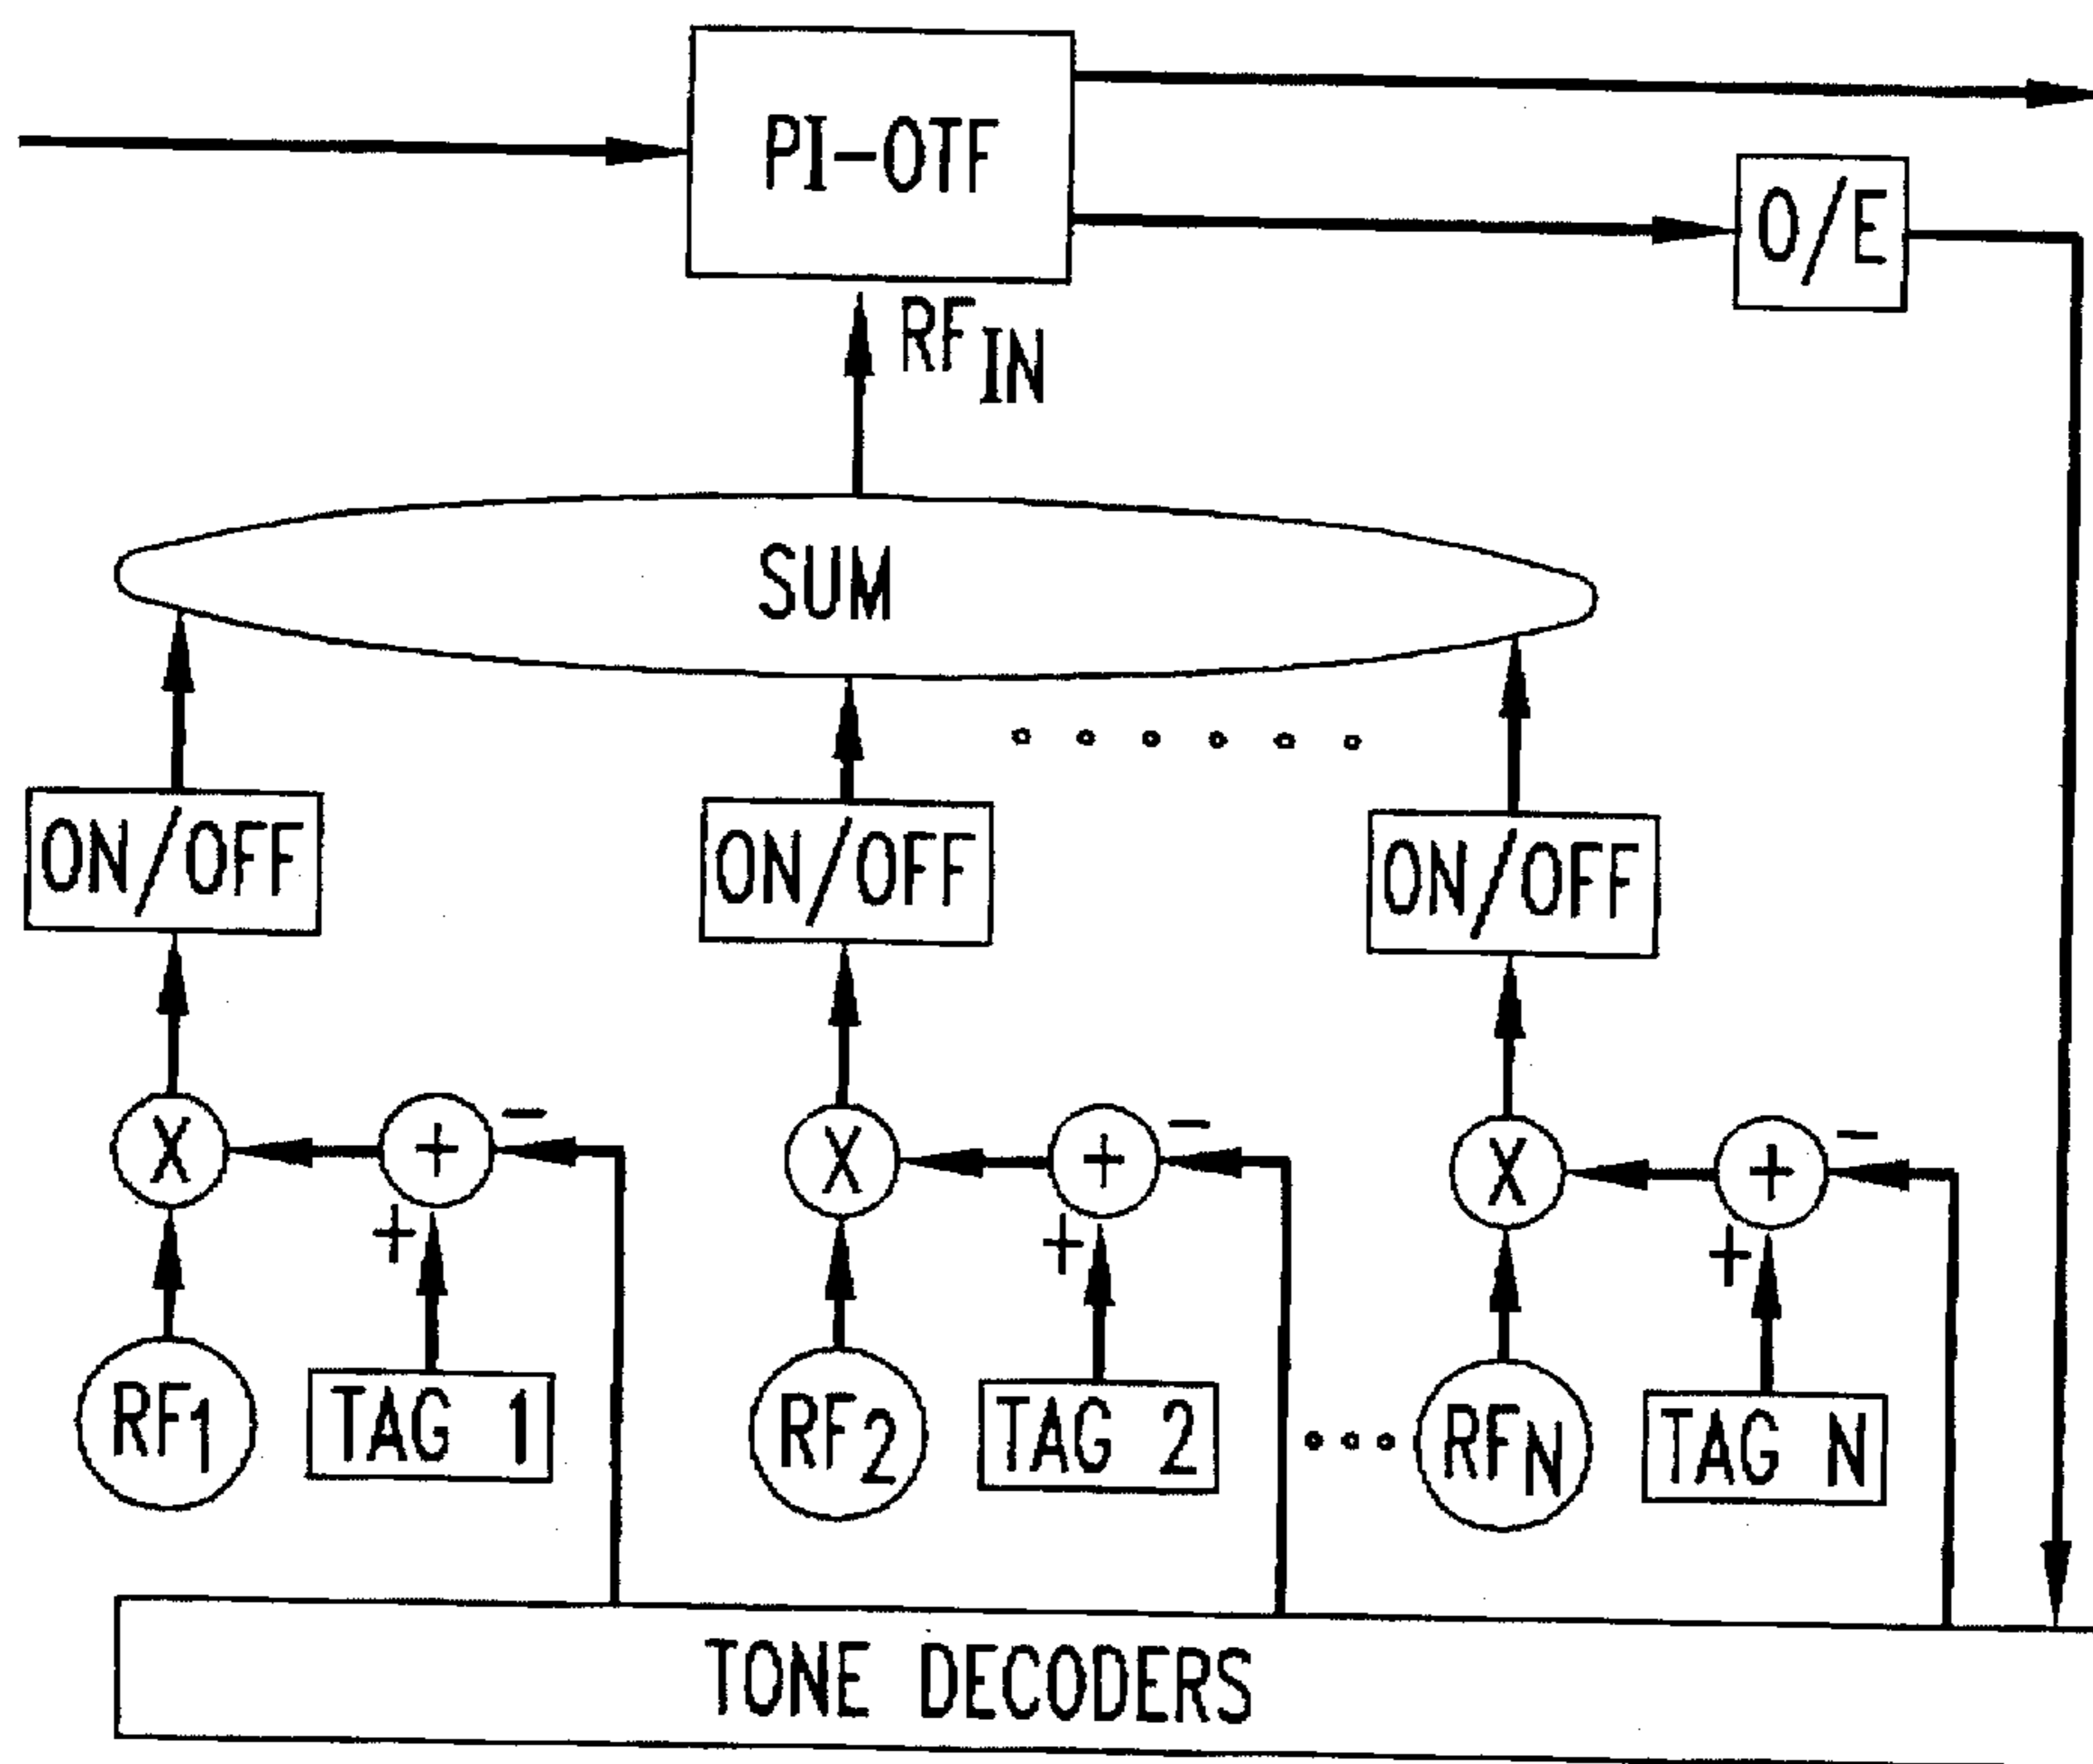 PI-OTF
O/E
RF IN
SUM
ON/OFF
ON/OFF
ON/OFF
X
+
-
X
+
-
X
+
-
+
+
+
RF1
TAG 1
RF2
TAG 2
RFN
TAG N
TONE DECODERS